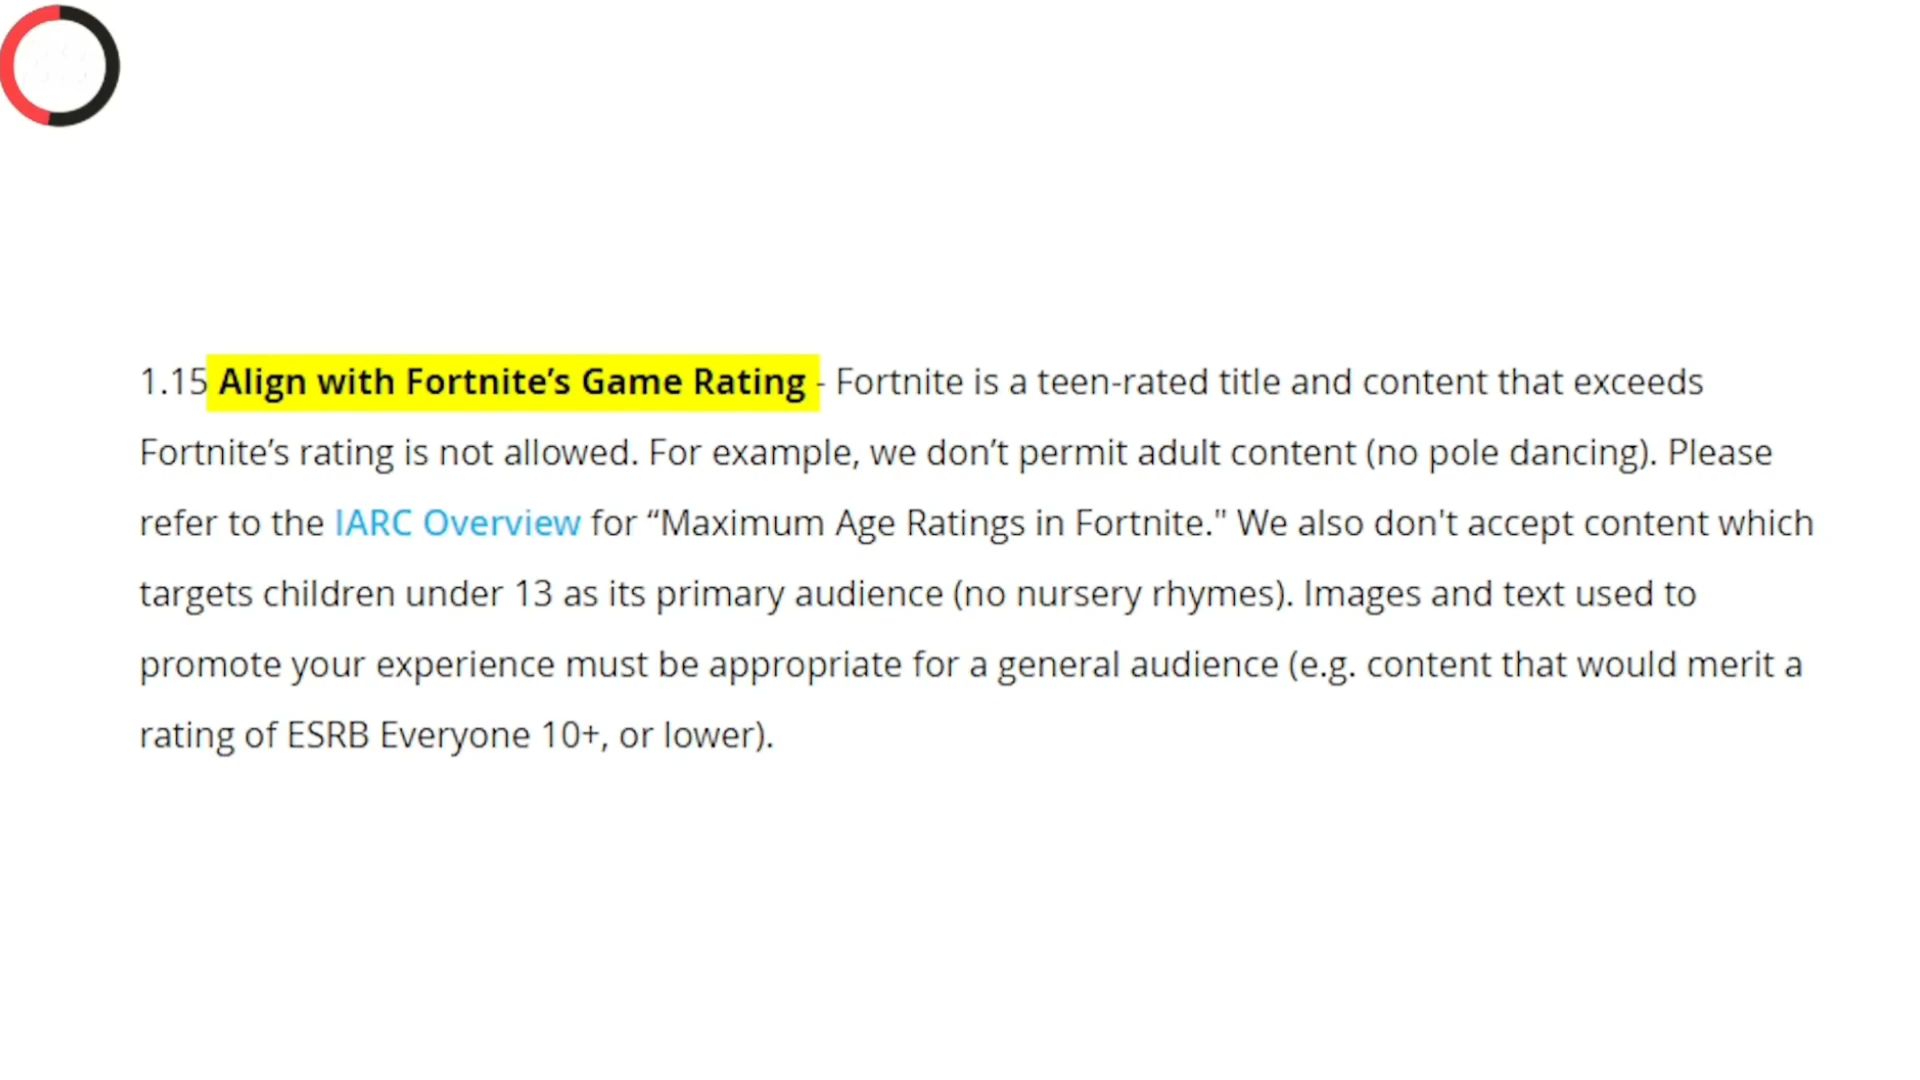 1.15 Align with Fortnite’s Game Rating - Fortnite is a teen-rated title and content that exceeds
Fortnite’s rating is not allowed. For example, we don’t permit adult content (no pole dancing). Please
refer to the IARC Overview for “Maximum Age Ratings in Fortnite." We also don't accept content which
targets children under 13 as its primary audience (no nursery rhymes). Images and text used to
promote your experience must be appropriate for a general audience (e.g. content that would merit a
rating of ESRB Everyone 10+, or lower).